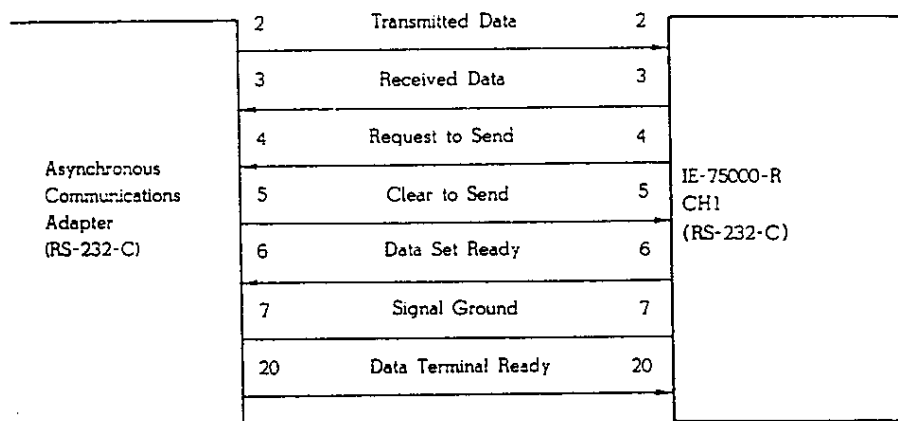 2 Transmitted Data 2
3 Received Data 3
4 Request to Send 4
5 Clear to Send 5
6 Data Set Ready 6
7 Signal Ground 7
20 Data Terminal Ready 20
Asynchronous
Communications
Adapter
(RS-232-C)
IE-75000-R
CH1
(RS-232-C)